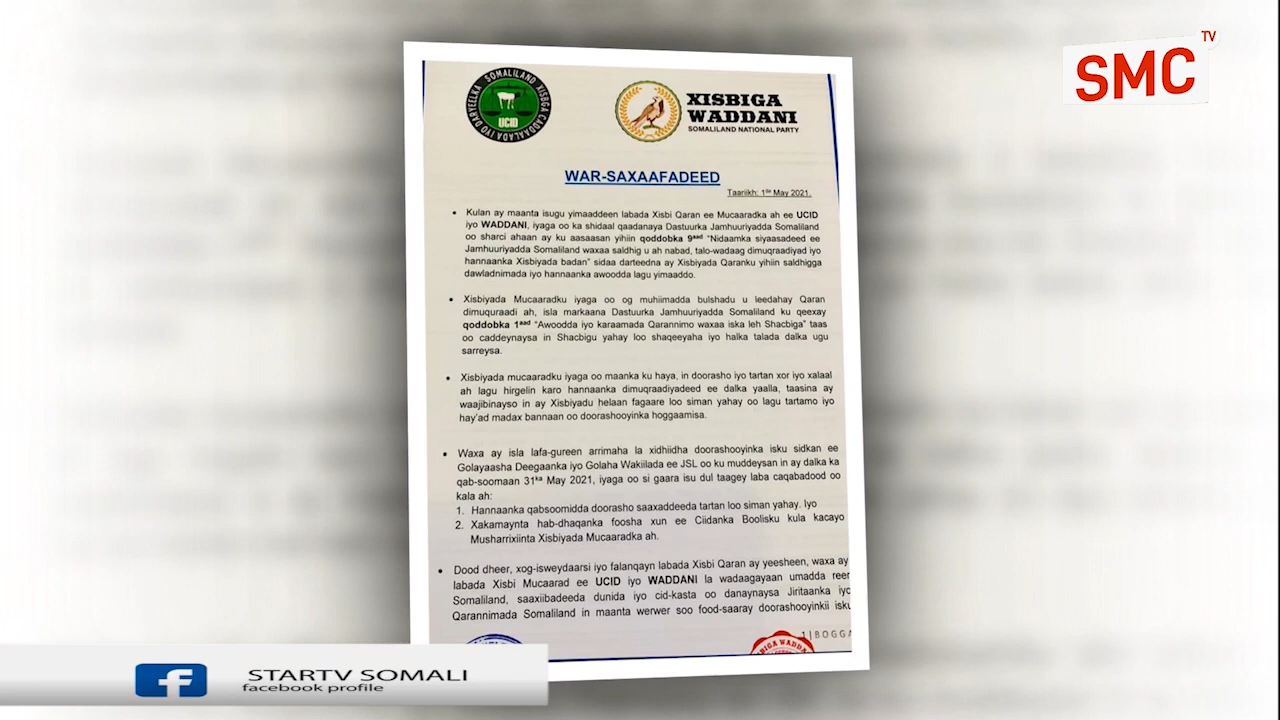 TV
SMC
SOMALILAND XISBIGA CADAALADA IYO DARYEELKA
UCID
XISBIGA
WADDANI
SOMALILAND NATIONAL PARTY
WAR-SAXAAFADEED
Taariikh: 1da May 2021.
• Kulan ay maanta isugu yimaaddeen labada Xisbi Qaran ee Mucaaradka ah ee UCID
iyo WADDANI, iyaga oo ka shidaal qaadanaya Dastuurka Jamhuuriyadda Somaliland
oo sharci ahaan ay ku aasaasan yihiin qoddobka 9aad "Nidaamka siyaasadeed ee
Jamhuuriyadda Somaliland waxaa saldhig u ah nabad, talo-wadaag dimuqraadiyad iyo
hannaanka Xisbiyada badan" sidaa darteedna ay Xisbiyada Qaranku yihiin saldhigga
dawladnimada iyo hannaanka awoodda lagu yimaaddo.
• Xisbiyada Mucaaradku iyaga oo og muhiimadda bulshadu u leedahay Qaran
dimuquraadi ah, isla markaana Dastuurka Jamhuuriyadda Somaliland ku qeexay
qoddobka 1aad "Awoodda iyo karaamada Qarannimo waxaa iska leh Shacbiga" taas
oo caddeynaysa in Shacbigu yahay loo shaqeeyaha iyo halka talada dalka ugu
sarreysa.
• Xisbiyada mucaaradku iyaga oo maanka ku haya, in doorasho iyo tartan xor iyo xalaal
ah lagu hirgelin karo hannaanka dimuqraadiyadeed ee dalka yaalla, taasina ay
waajibinayso in ay Xisbiyadu helaan fagaare loo siman yahay oo lagu tartamo iyo
hay'ad madax bannaan oo doorashooyinka hoggaamisa.
• Waxa ay isla lafa-gureen arrimaha la xidhiidha doorashooyinka isku sidkan ee
Golayaasha Deegaanka iyo Golaha Wakiilada ee JSL oo ku muddeysan in ay dalka ka
qab-soomaan 31ka May 2021, iyaga oo si gaara isu dul taagey laba caqabadood oo
kala ah:
1. Hannaanka qabsoomidda doorasho saaxaddeeda tartan loo siman yahay. Iyo
2. Xakamaynta hab-dhaqanka foosha xun ee Ciidanka Boolisku kula kacayo
Musharrixiinta Xisbiyada Mucaaradka ah.
• Dood dheer, xog-isweydaarsi iyo falanqayn labada Xisbi Qaran ay yeesheen, waxa ay
labada Xisbi Mucaarad ee UCID iyo WADDANI la wadaagayaan umadda reer
Somaliland, saaxiibadeeda dunida iyo cid-kasta oo danaynaysa Jiritaanka iyo
Qarannimada Somaliland in maanta werwer soo food-saaray doorashooyinkii isku
1|BOGGA
STARTV SOMALI
facebook profile